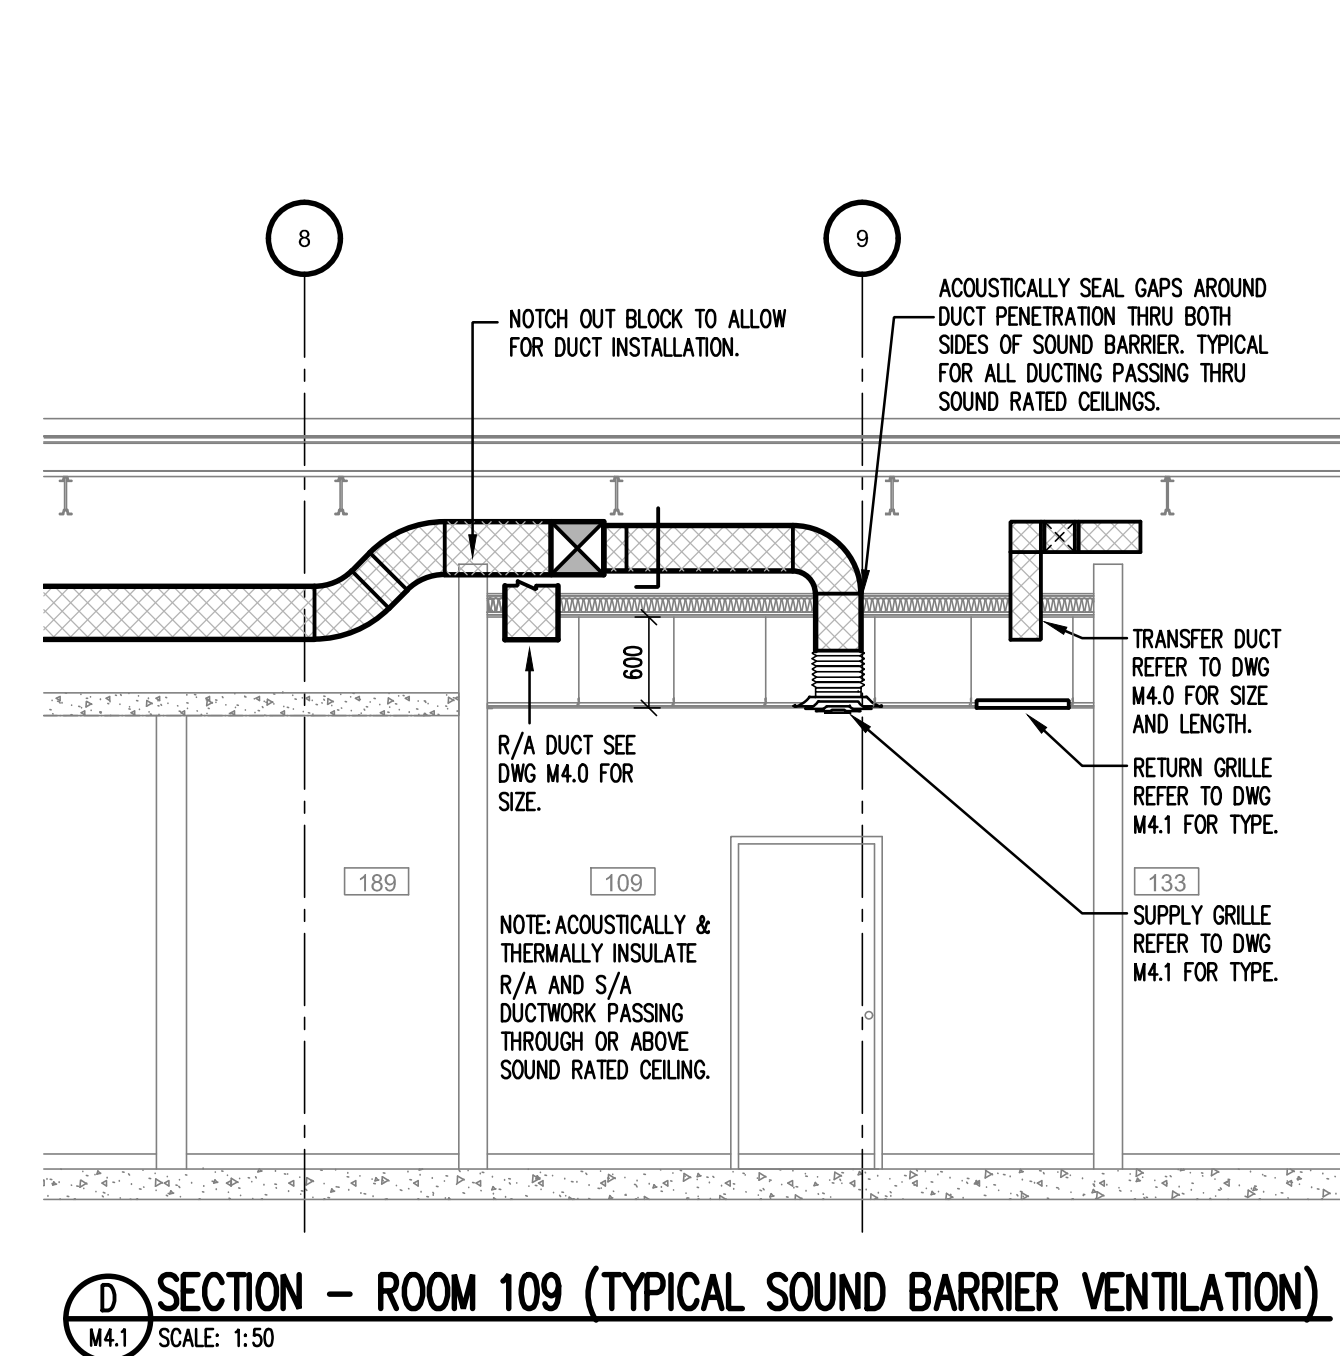 8
9
NOTCH OUT BLOCK TO ALLOW
FOR DUCT INSTALLATION.
ACOUSTICALLY SEAL GAPS AROUND
DUCT PENETRATION THRU BOTH
SIDES OF SOUND BARRIER. TYPICAL
FOR ALL DUCTING PASSING THRU
SOUND RATED CEILINGS.
600
TRANSFER DUCT
REFER TO DWG
M4.0 FOR SIZE
AND LENGTH.
R/A DUCT SEE
DWG M4.0 FOR
SIZE.
RETURN GRILLE
REFER TO DWG
M4.1 FOR TYPE.
189
109
133
NOTE: ACOUSTICALLY &
THERMALLY INSULATE
R/A AND S/A
DUCTWORK PASSING
THROUGH OR ABOVE
SOUND RATED CEILING.
SUPPLY GRILLE
REFER TO DWG
M4.1 FOR TYPE.
D
M4.1
SECTION - ROOM 109 (TYPICAL SOUND BARRIER VENTILATION)
SCALE: 1:50